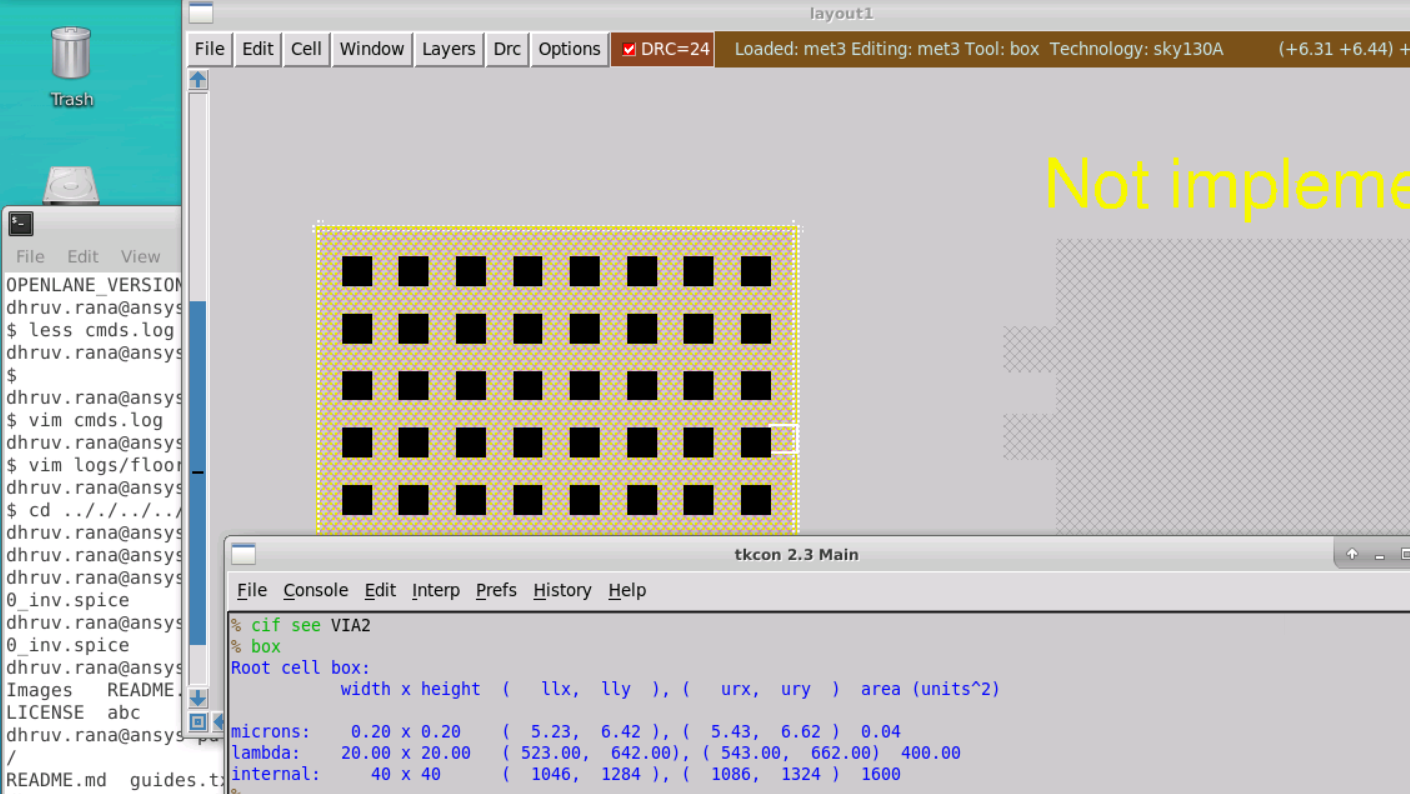 layout1
File Edit Cell Window Layers Drc Options DRC=24 Loaded: met3 Editing: met3 Tool: box Technology: sky130A (+6.31 +6.44) +
Trash
Not impleme
File Edit View
OPENLANE_VERSION
dhruv.rana@ansys
$ less cmds.log
dhruv.rana@ansys
$
dhruv.rana@ansys
$ vim cmds.log
dhruv.rana@ansys
$ vim logs/floor
dhruv.rana@ansys
$ cd .././../../
dhruv.rana@ansys
dhruv.rana@ansys
dhruv.rana@ansys
0_inv.spice
dhruv.rana@ansys
0_inv.spice
dhruv.rana@ansys
Images README.
LICENSE abc
dhruv.rana@ansys
/
README.md guides.tx
tkcon 2.3 Main
File Console Edit Interp Prefs History Help
% cif see VIA2
% box
Root cell box:
width x height ( llx, lly ), ( urx, ury ) area (units^2)
microns: 0.20 x 0.20 ( 5.23, 6.42 ), ( 5.43, 6.62 ) 0.04
lambda: 20.00 x 20.00 ( 523.00, 642.00), ( 543.00, 662.00) 400.00
internal: 40 x 40 ( 1046, 1284 ), ( 1086, 1324 ) 1600
%